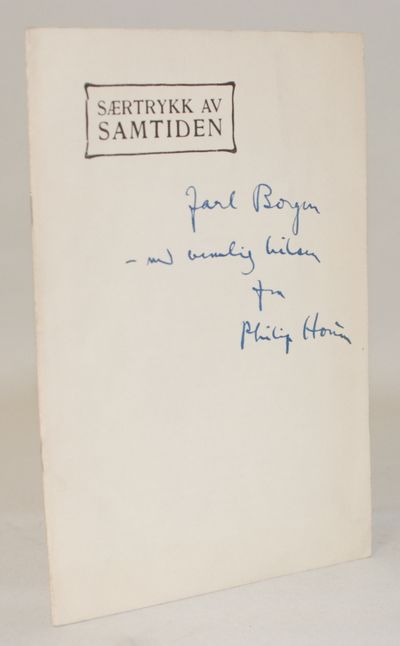 SÆRTRYKK AV
SAMTIDEN
Jarl Borgen
- med vennlig hilsen
fra
Philip Houm